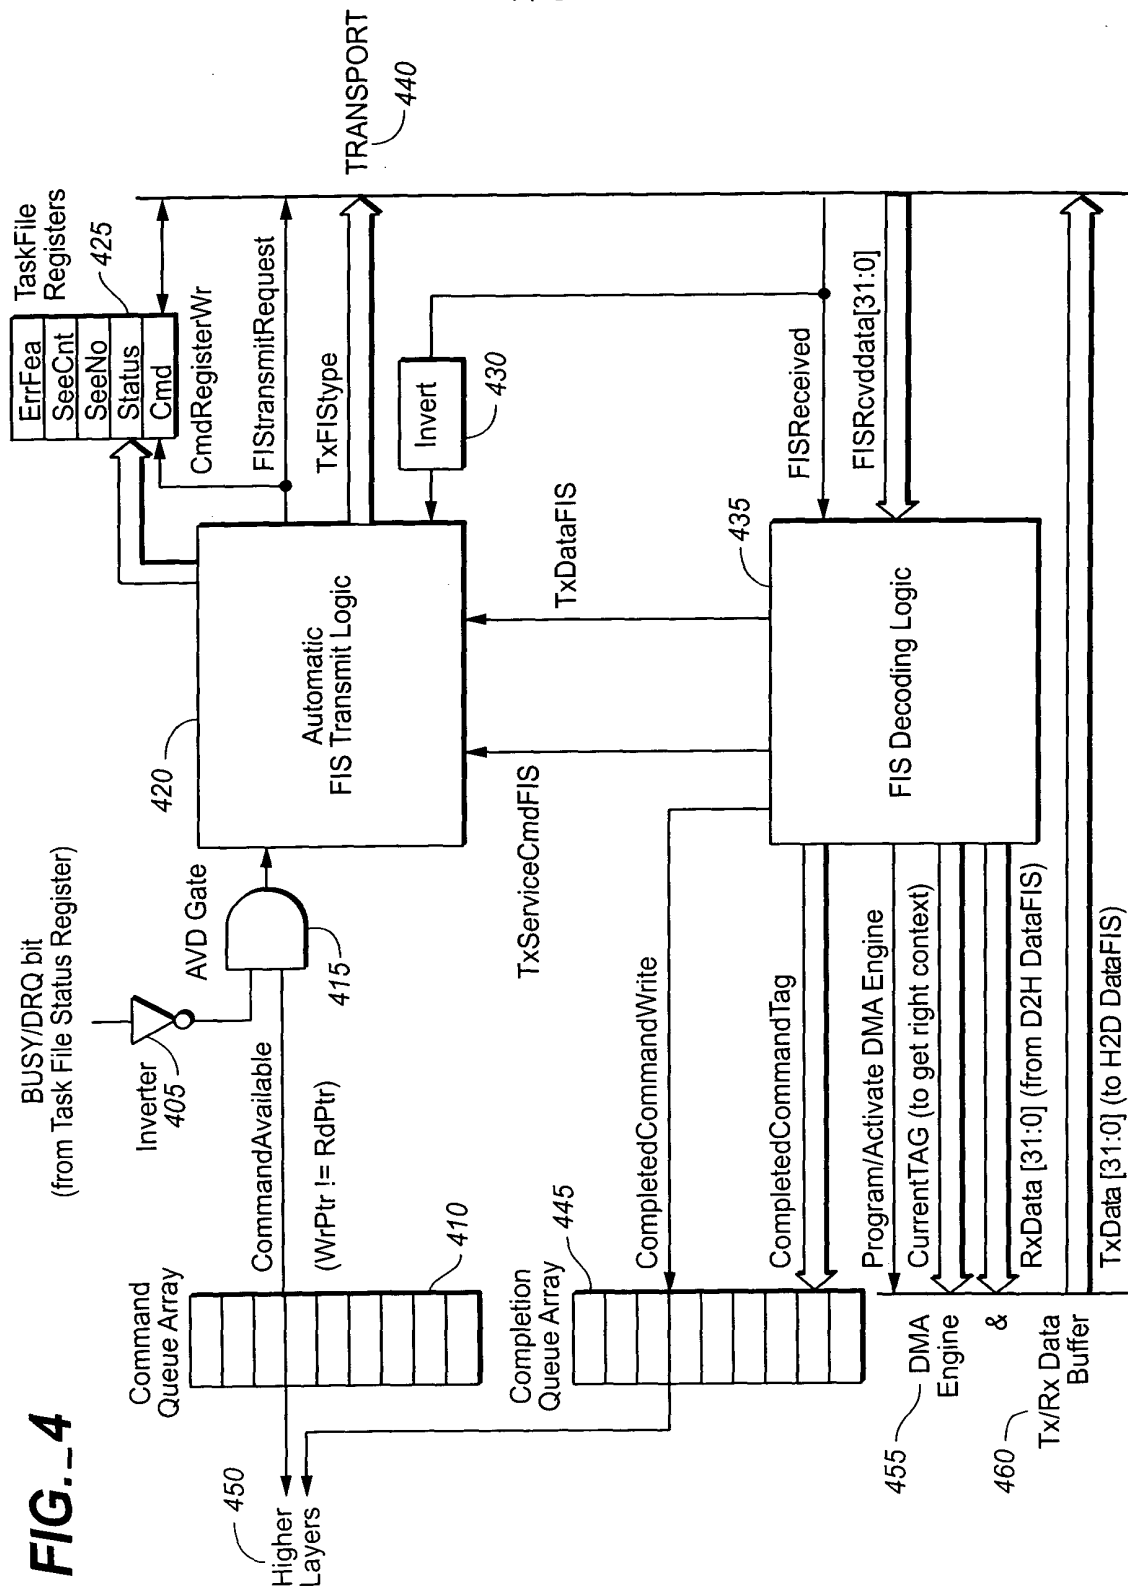 FIG._4
BUSY/DRQ bit
(from Task File Status Register)
Inverter
405
AVD Gate
415
CommandAvailable
(WrPtr != RdPtr)
Command
Queue Array
410
450
Higher
Layers
420
Automatic
FIS Transmit Logic
TaskFile
Registers
425
ErrFea
SeeCnt
SeeNo
Status
Cmd
CmdRegisterWr
FIStransmitRequest
TxFIStype
TRANSPORT
440
Invert
430
TxServiceCmdFIS
TxDataFIS
FISReceived
FISRcvddata[31:0]
435
FIS Decoding Logic
Completion
Queue Array
445
CompletedCommandWrite
CompletedCommandTag
Program/Activate DMA Engine
CurrentTAG (to get right context)
RxData [31:0] (from D2H DataFIS)
TxData [31:0] (to H2D DataFIS)
455
DMA
Engine
&
460
Tx/Rx Data
Buffer